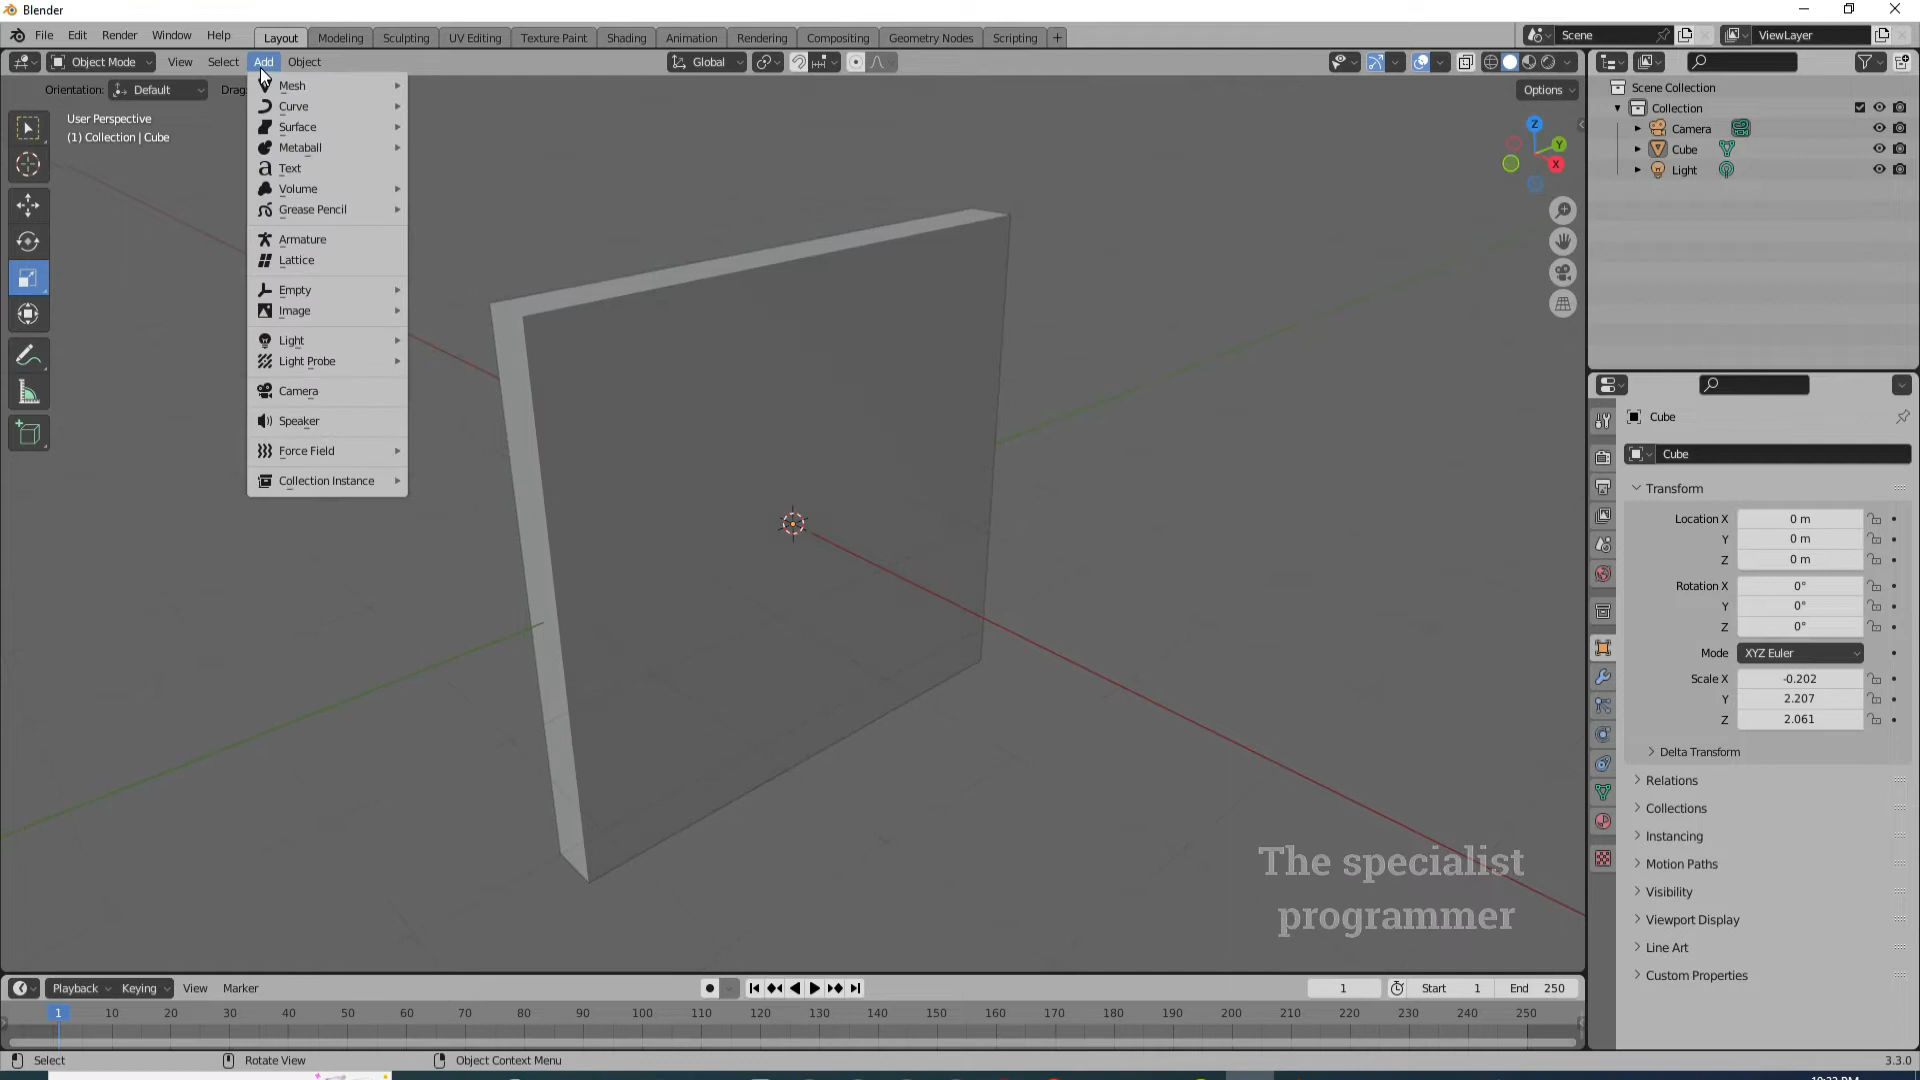 Blender
File Edit Render Window Help Layout Modeling Sculpting UV Editing Texture Paint Shading Animation Rendering Compositing Geometry Nodes Scripting + Scene ViewLayer
Object Mode View Select Add Object Global
Orientation: Default Drag: Options
User Perspective
(1) Collection | Cube
Mesh
Curve
Surface
Metaball
Text
Volume
Grease Pencil
Armature
Lattice
Empty
Image
Light
Light Probe
Camera
Speaker
Force Field
Collection Instance
Z
Y
X
Scene Collection
Collection
Camera
Cube
Light
Cube
Cube
Transform
Location X 0 m
Y 0 m
Z 0 m
Rotation X 0°
Y 0°
Z 0°
Mode XYZ Euler
Scale X -0.202
Y 2.207
Z 2.061
Delta Transform
Relations
Collections
Instancing
Motion Paths
Visibility
Viewport Display
Line Art
Custom Properties
The specialist
programmer
Playback Keying View Marker 1 Start 1 End 250
1 10 20 30 40 50 60 70 80 90 100 110 120 130 140 150 160 170 180 190 200 210 220 230 240 250
Select Rotate View Object Context Menu 3.3.0